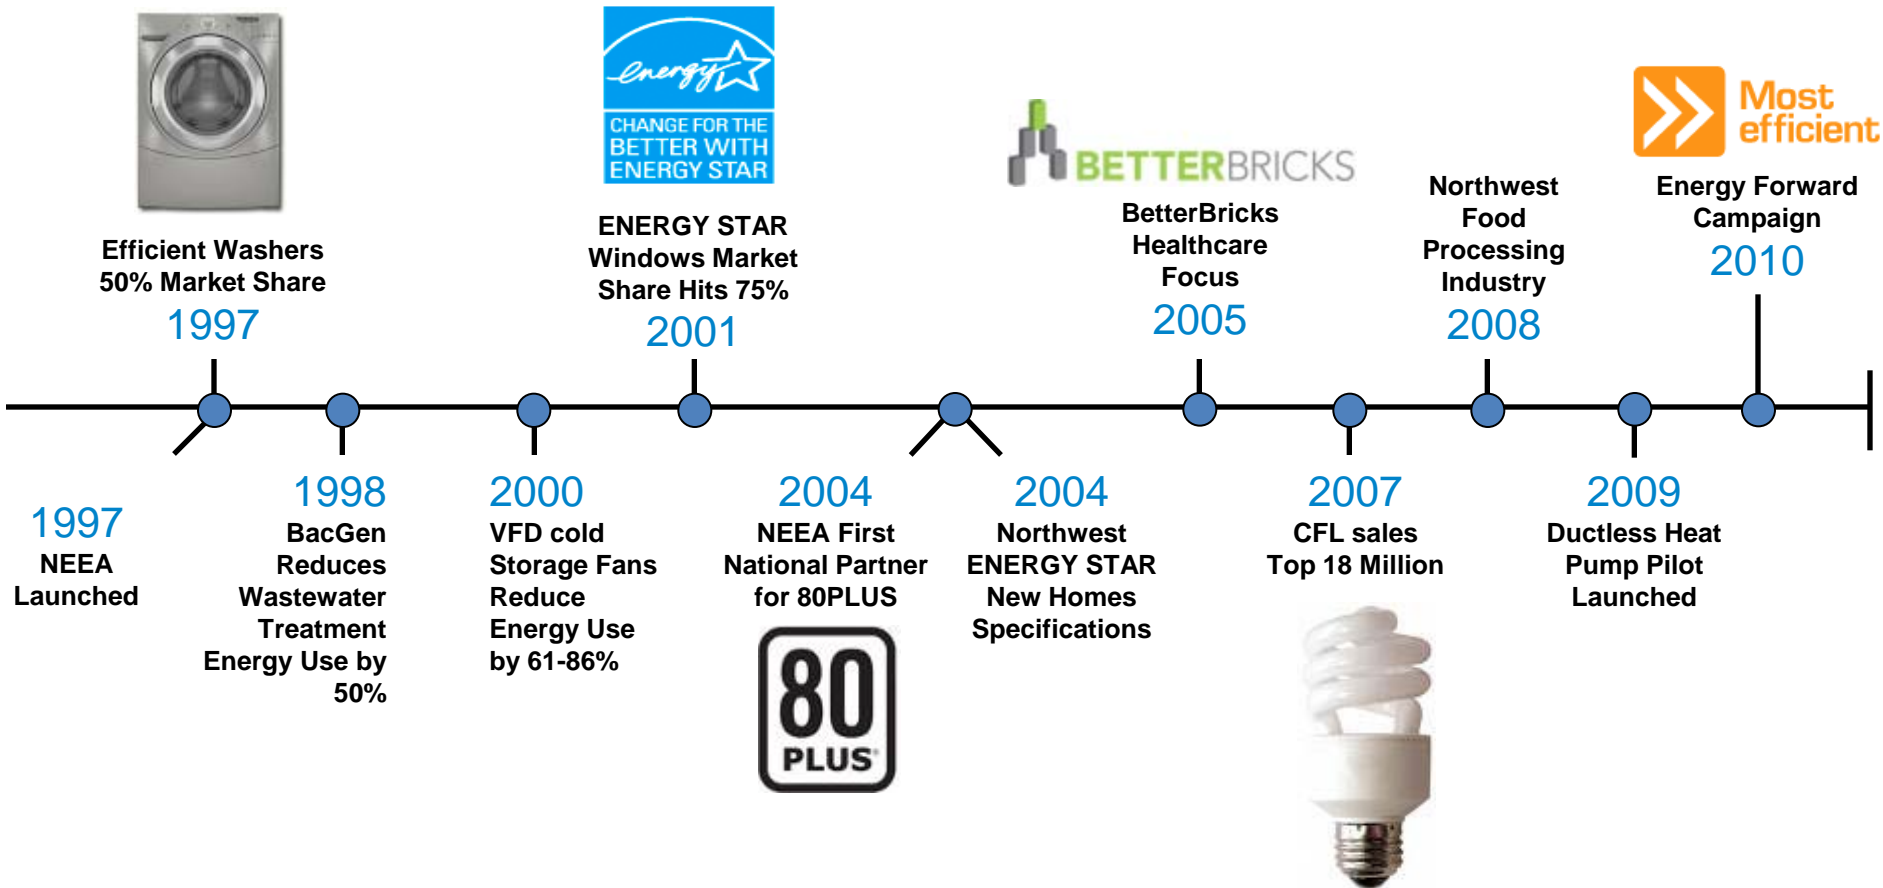 energy
CHANGE FOR THE
BETTER WITH
ENERGY STAR
BETTERBRICKS
Most
efficient
Efficient Washers
50% Market Share
1997
ENERGY STAR
Windows Market
Share Hits 75%
2001
BetterBricks
Healthcare
Focus
2005
Northwest
Food
Processing
Industry
2008
Energy Forward
Campaign
2010
1997
NEEA
Launched
1998
BacGen
Reduces
Wastewater
Treatment
Energy Use by
50%
2000
VFD cold
Storage Fans
Reduce
Energy Use
by 61-86%
2004
NEEA First
National Partner
for 80PLUS
80
PLUS
2004
Northwest
ENERGY STAR
New Homes
Specifications
2007
CFL sales
Top 18 Million
2009
Ductless Heat
Pump Pilot
Launched